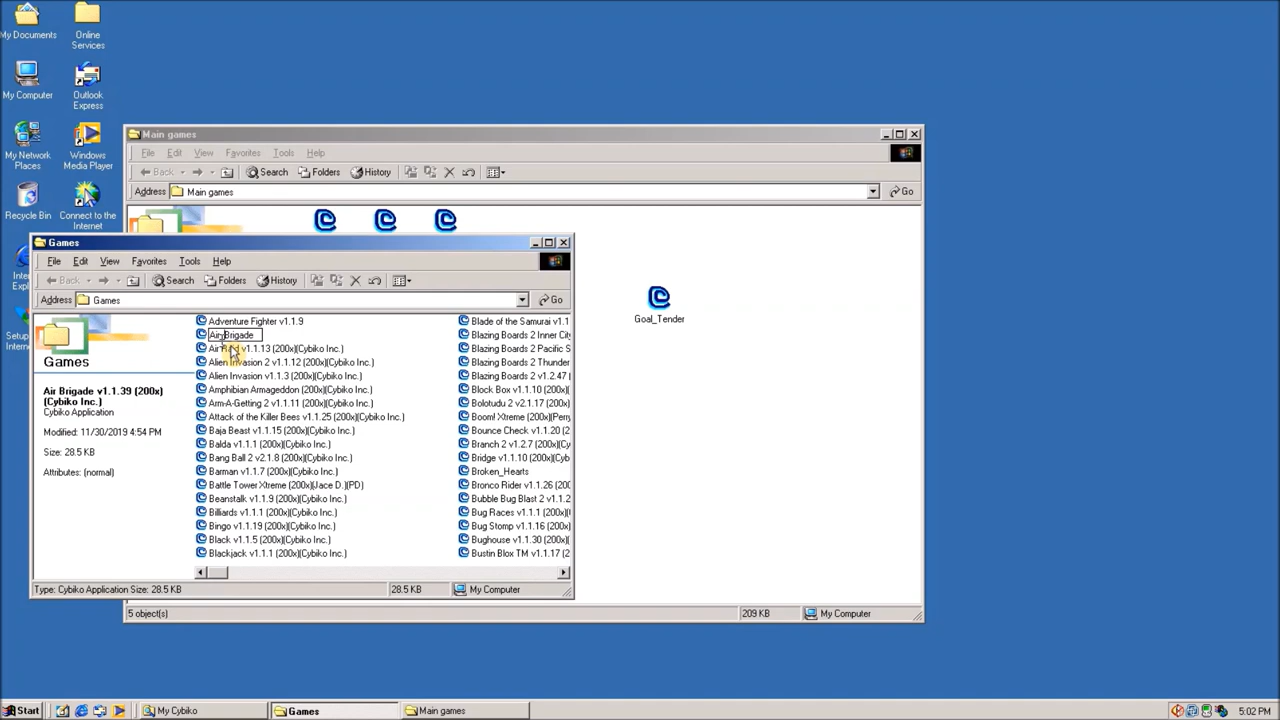 My Documents
Online Services
My Computer
Outlook Express
My Network Places
Windows Media Player
Recycle Bin
Connect to the Internet
Main games
File Edit View Favorites Tools Help
Back Search Folders History
Address Main games Go
Goal_Tender
Games
File Edit View Favorites Tools Help
Back Search Folders History
Address Games Go
Games
Air Brigade v1.1.39 (200x)
(Cybiko Inc.)
Cybiko Application
Modified: 11/30/2019 4:54 PM
Size: 28.5 KB
Attributes: (normal)
Adventure Fighter v1.1.9
Air Brigade
v1.1.13 (200x)(Cybiko Inc.)
Alien Invasion 2 v1.1.12 (200x)(Cybiko Inc.)
Alien Invasion v1.1.3 (200x)(Cybiko Inc.)
Amphibian Armageddon (200x)(Cybiko Inc.)
Arm-A-Getting 2 v1.1.11 (200x)(Cybiko Inc.)
Attack of the Killer Bees v1.1.25 (200x)(Cybiko Inc.)
Baja Beast v1.1.15 (200x)(Cybiko Inc.)
Balda v1.1.1 (200x)(Cybiko Inc.)
Bang Ball 2 v2.1.8 (200x)(Cybiko Inc.)
Barman v1.1.7 (200x)(Cybiko Inc.)
Battle Tower Xtreme (200x)(Jace D.)(PD)
Beanstalk v1.1.9 (200x)(Cybiko Inc.)
Billiards v1.1.1 (200x)(Cybiko Inc.)
Bingo v1.1.19 (200x)(Cybiko Inc.)
Black v1.1.5 (200x)(Cybiko Inc.)
Blackjack v1.1.1 (200x)(Cybiko Inc.)
Blade of the Samurai v1.1
Blazing Boards 2 Inner City
Blazing Boards 2 Pacific S
Blazing Boards 2 Thunder
Blazing Boards 2 v1.2.47
Block Box v1.1.10 (200x)
Bolotudu 2 v2.1.17 (200x)
Boom! Xtreme (Perry
Bounce Check v1.1.20 (2
Branch 2 v1.2.7 (200x)(Cyb
Bridge v1.1.10 (200x)(Cyb
Broken_Hearts
Bronco Rider v1.1.26 (200
Bubble Bug Blast 2 v1.1.2
Bug Races v1.1.1 (200x)(
Bug Stomp v1.1.16 (200x)
Bughouse v1.1.30 (200x)(
Bustin Blox TM v1.1.17 (2
Type: Cybiko Application Size: 28.5 KB 28.5 KB My Computer
5 object(s) 209 KB My Computer
Start My Cybiko Games Main games 5:02 PM